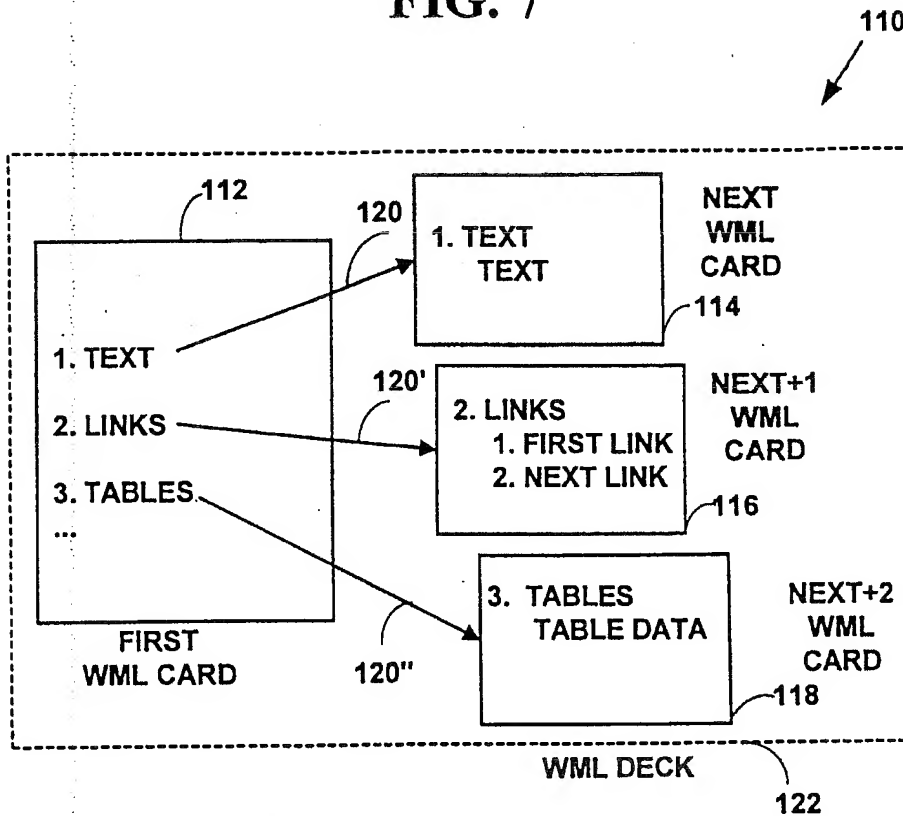 FIG. 7
110
112
120
1. TEXT
TEXT
NEXT
WML
CARD
114
1. TEXT
2. LINKS
3. TABLES
...
FIRST
WML CARD
120'
2. LINKS
1. FIRST LINK
2. NEXT LINK
NEXT+1
WML
CARD
116
120"
3. TABLES
TABLE DATA
NEXT+2
WML
CARD
118
WML DECK
122